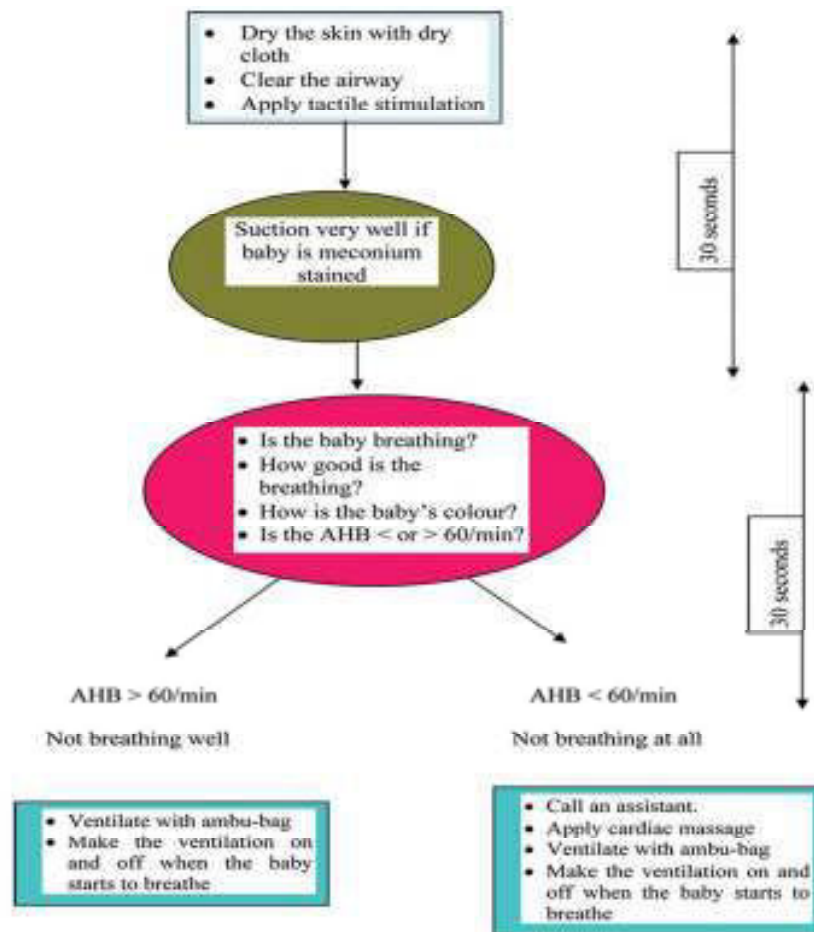 • Dry the skin with dry
cloth
• Clear the airway
• Apply tactile stimulation
30 seconds
Suction very well if
baby is meconium
stained
• Is the baby breathing?
• How good is the
breathing?
• How is the baby's colour?
• Is the AHB < or > 60/min?
30 seconds
AHB > 60/min
Not breathing well
AHB < 60/min
Not breathing at all
• Ventilate with ambu-bag
• Make the ventilation on
and off when the baby
starts to breathe
• Call an assistant.
• Apply cardiac massage
• Ventilate with ambu-bag
• Make the ventilation on and
off when the baby starts to
breathe